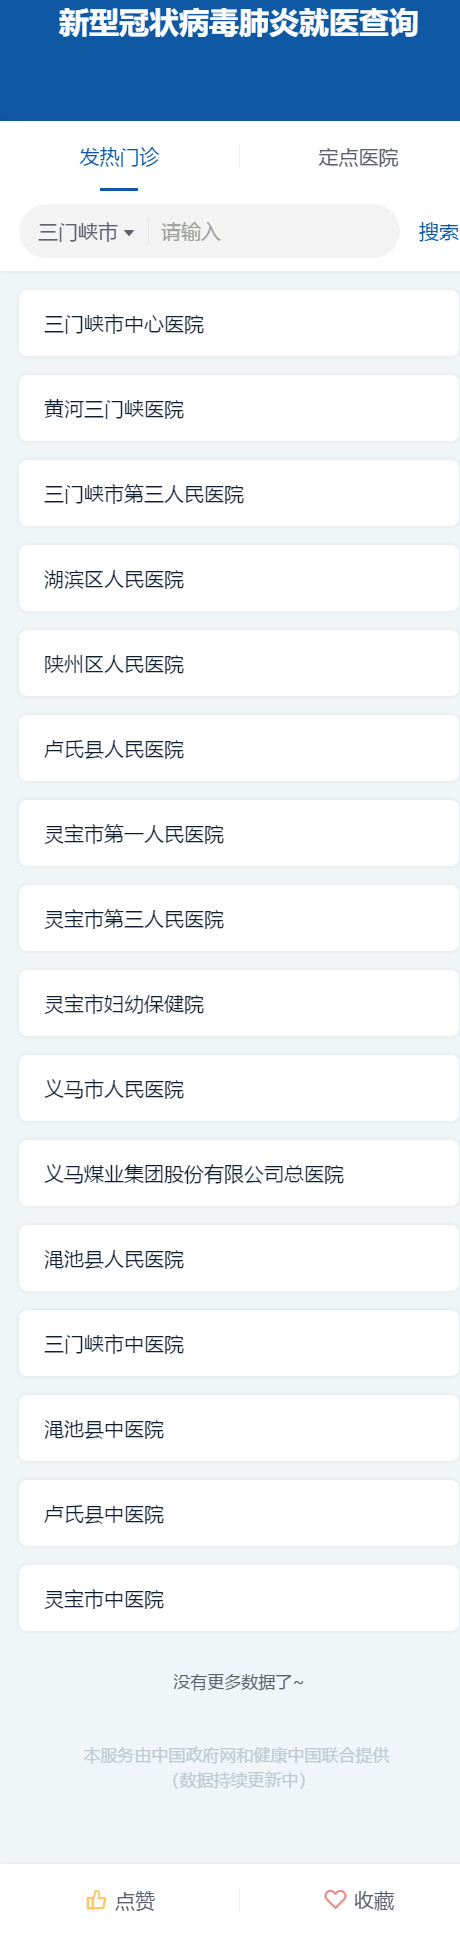 新型冠状病毒肺炎就医查询
发热门诊
定点医院
三门峡市
请输入
搜索
三门峡市中心医院
黄河三门峡医院
三门峡市第三人民医院
湖滨区人民医院
陕州区人民医院
卢氏县人民医院
灵宝市第一人民医院
灵宝市第三人民医院
灵宝市妇幼保健院
义马市人民医院
义马煤业集团股份有限公司总医院
渑池县人民医院
三门峡市中医院
渑池县中医院
卢氏县中医院
灵宝市中医院
没有更多数据了~
本服务由中国政府网和健康中国联合提供
（数据持续更新中）
点赞
收藏